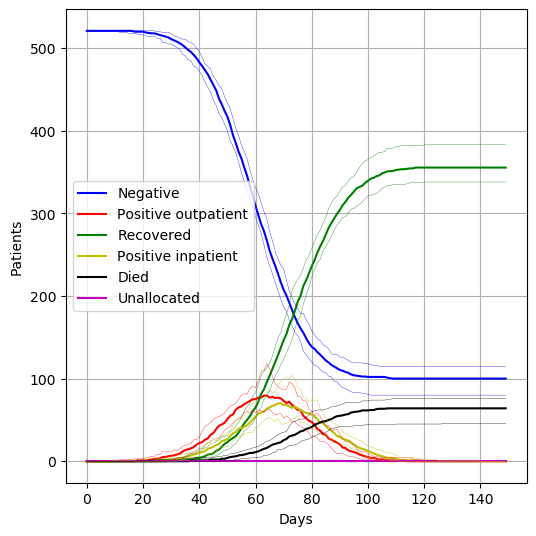 500
400
300
200
100
0
Patients
Negative
Positive outpatient
Recovered
Positive inpatient
Died
Unallocated
0 20 40 60 80 100 120 140
Days